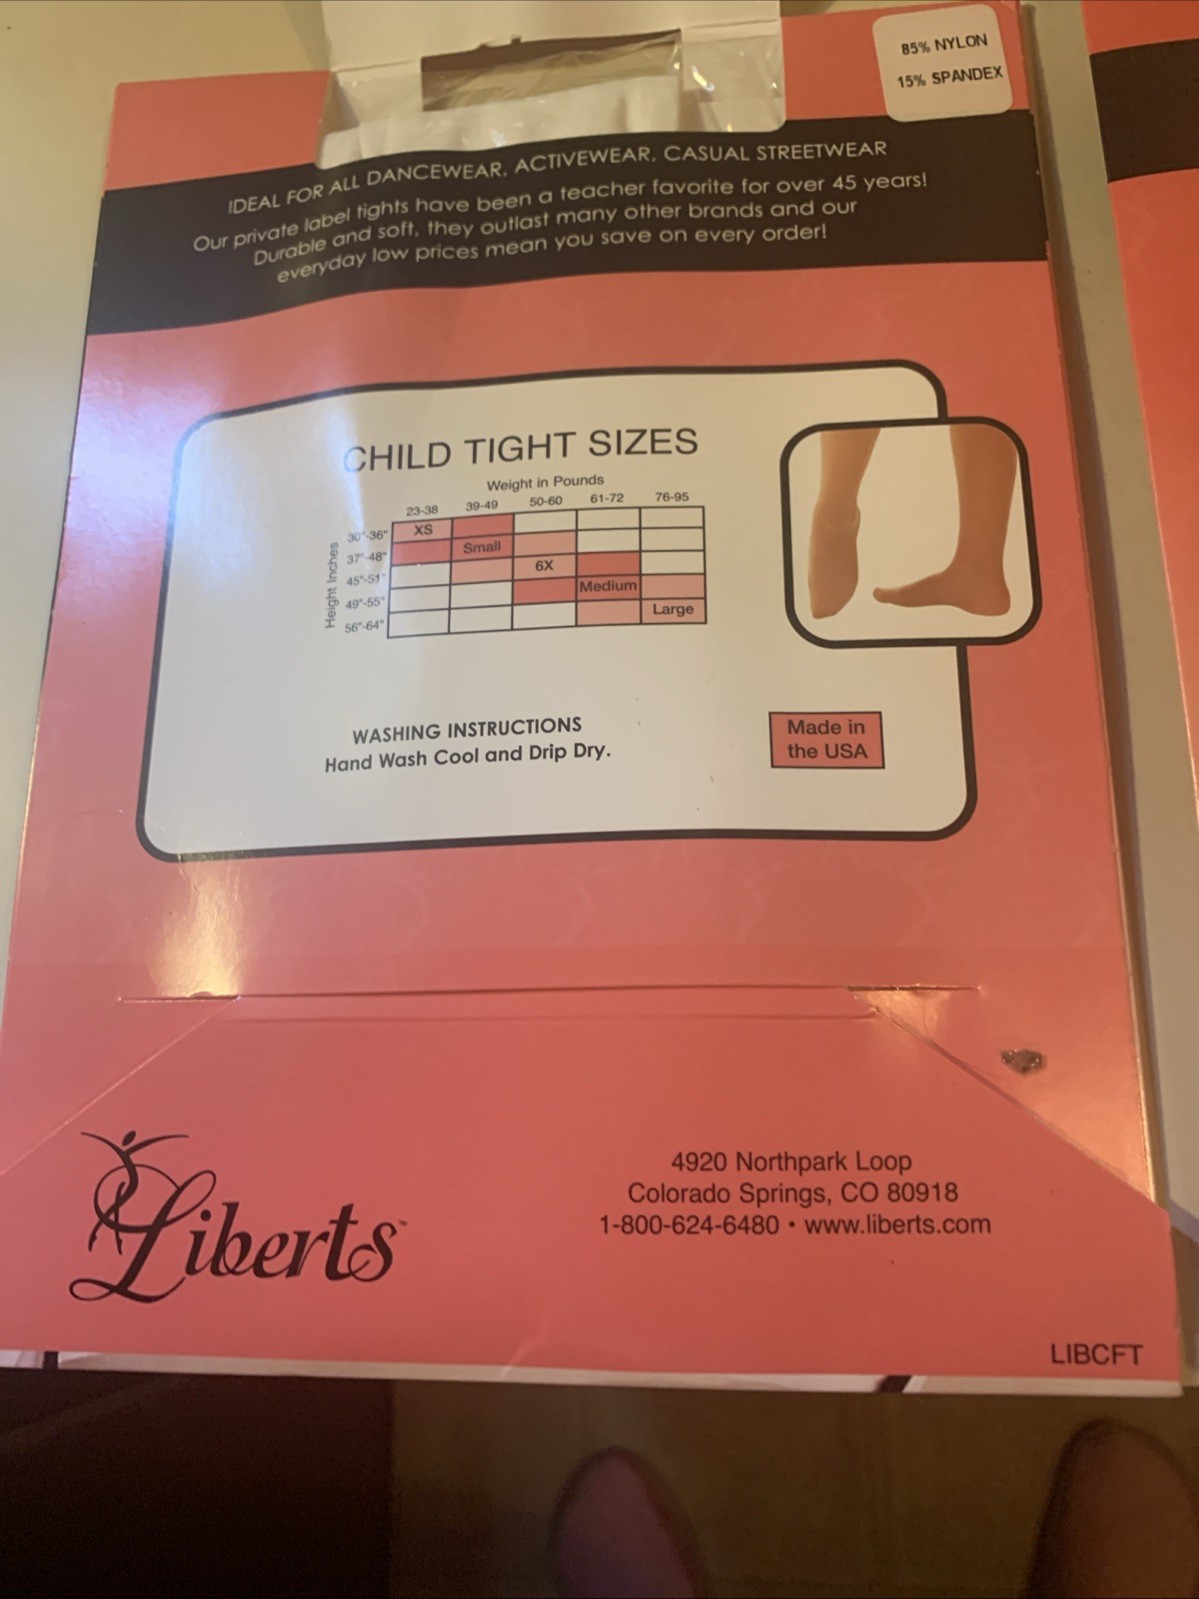 85% NYLON
15% SPANDEX
IDEAL FOR ALL DANCEWEAR, ACTIVEWEAR, CASUAL STREETWEAR
Our private label tights have been a teacher favorite for over 45 years!
Durable and soft, they outlast many other brands and our
everyday low prices mean you save on every order!
CHILD TIGHT SIZES
Weight in Pounds
23-38 39-49 50-60 61-72 76-95
Height Inches
30"-36" XS
37"-48" Small
45"-51" 6X
49"-55" Medium
56"-64" Large
WASHING INSTRUCTIONS
Hand Wash Cool and Drip Dry.
Made in
the USA
Liberts™
4920 Northpark Loop
Colorado Springs, CO 80918
1-800-624-6480 • www.liberts.com
LIBCFT